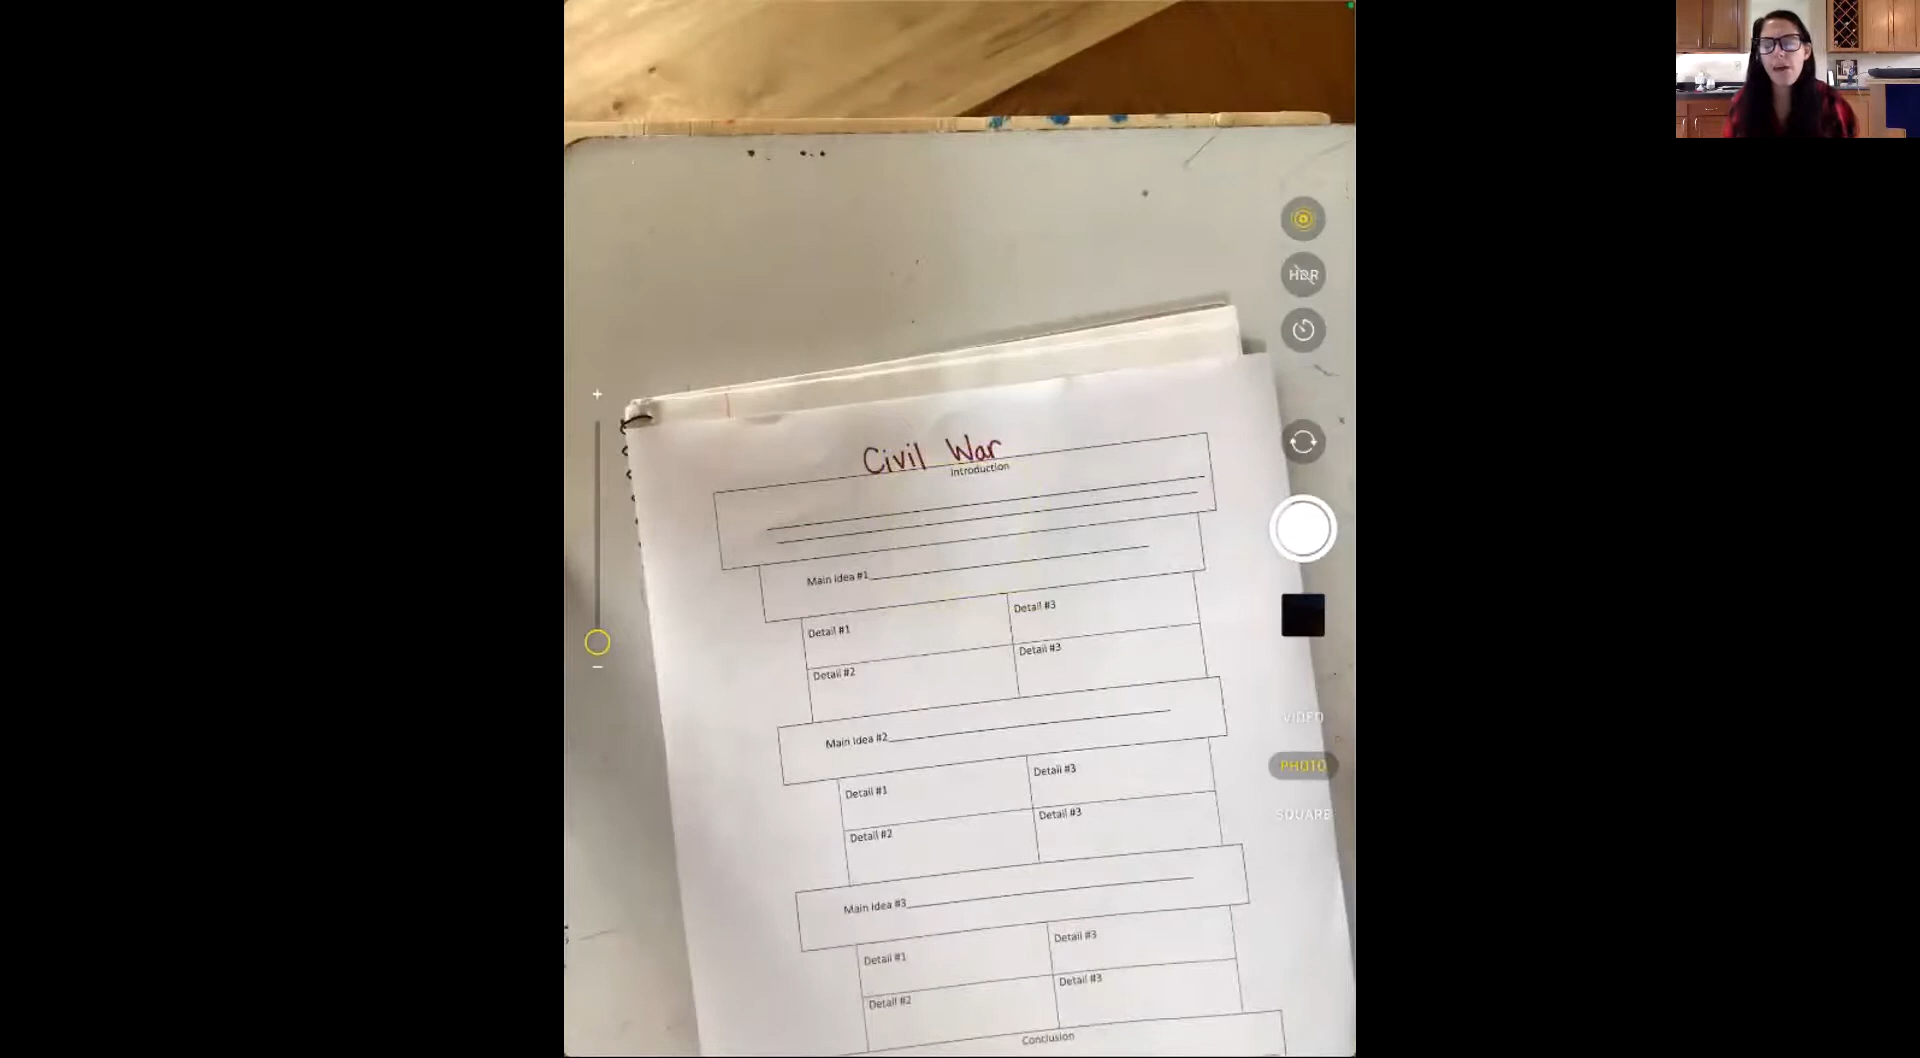 HDR
+
Civil War
Introduction
Main Idea #1
Detail #1
Detail #3
Detail #2
Detail #3
−
Main Idea #2
Detail #1
Detail #3
Detail #2
Detail #3
VIDEO
PHOTO
SQUARE
Main Idea #3
Detail #1
Detail #3
Detail #2
Detail #3
Conclusion